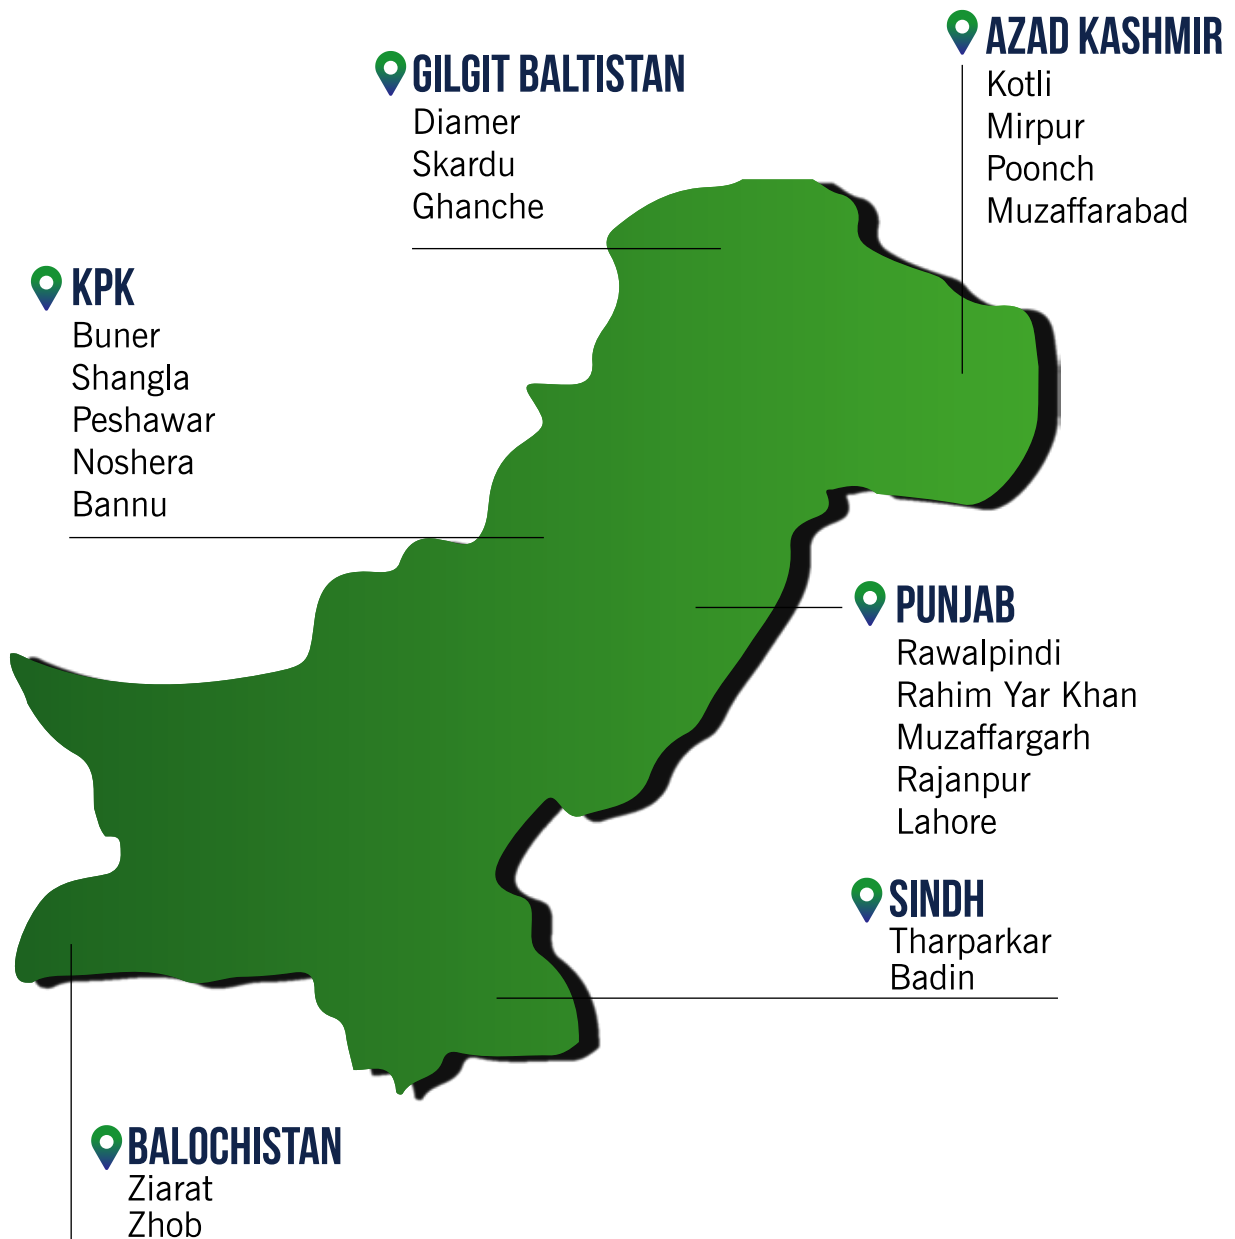 AZAD KASHMIR
Kotli
Mirpur
Poonch
Muzaffarabad
GILGIT BALTISTAN
Diamer
Skardu
Ghanche
KPK
Buner
Shangla
Peshawar
Noshera
Bannu
PUNJAB
Rawalpindi
Rahim Yar Khan
Muzaffargarh
Rajanpur
Lahore
SINDH
Tharparkar
Badin
BALOCHISTAN
Ziarat
Zhob